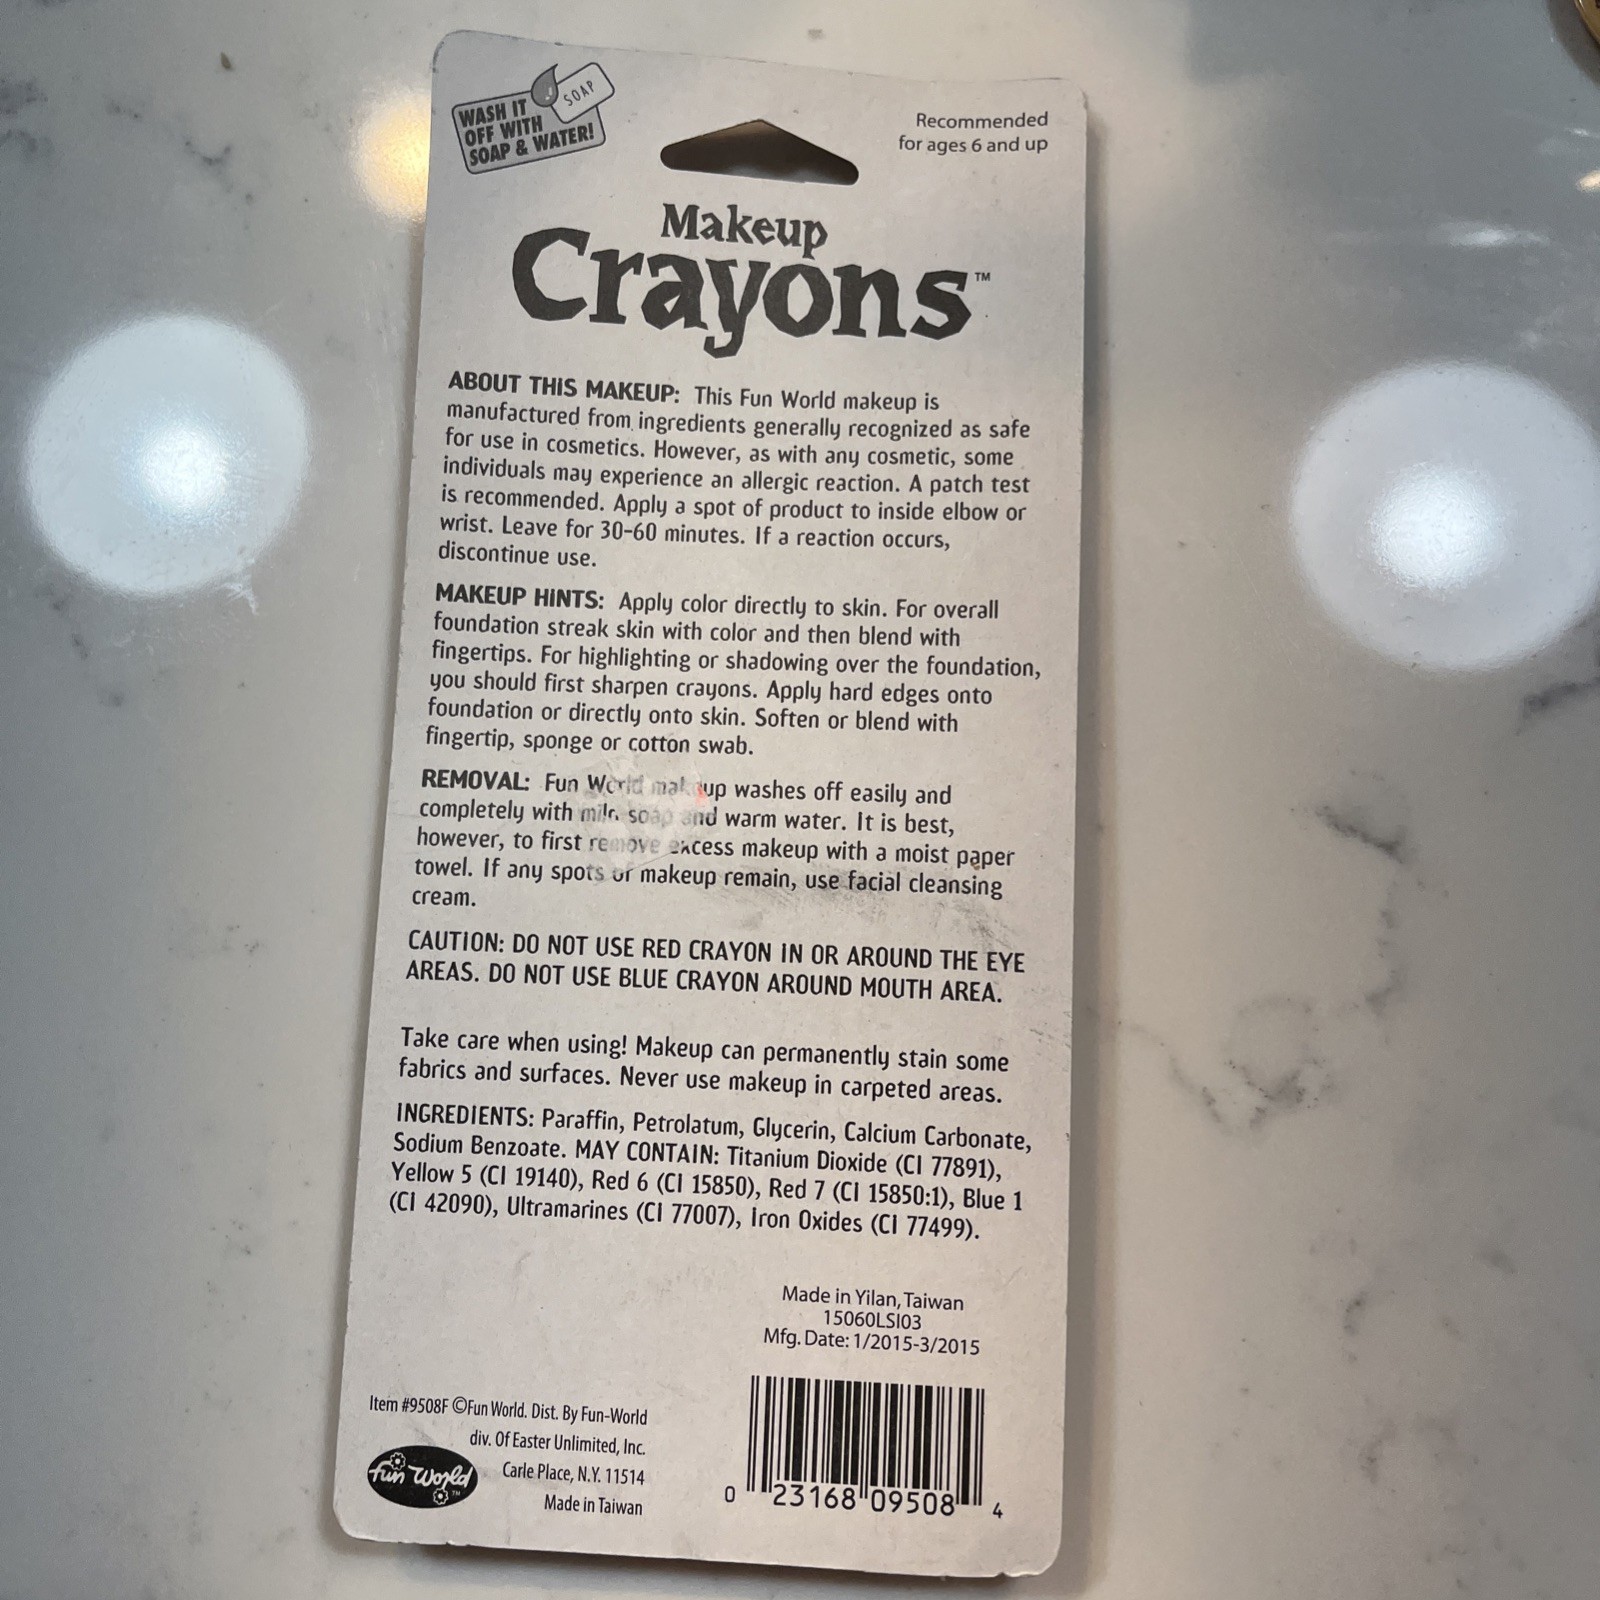 WASH IT
OFF WITH
SOAP & WATER!
SOAP
Recommended
for ages 6 and up
Makeup
Crayons™
ABOUT THIS MAKEUP: This Fun World makeup is
manufactured from ingredients generally recognized as safe
for use in cosmetics. However, as with any cosmetic, some
individuals may experience an allergic reaction. A patch test
is recommended. Apply a spot of product to inside elbow or
wrist. Leave for 30-60 minutes. If a reaction occurs,
discontinue use.
MAKEUP HINTS: Apply color directly to skin. For overall
foundation streak skin with color and then blend with
fingertips. For highlighting or shadowing over the foundation,
you should first sharpen crayons. Apply hard edges onto
foundation or directly onto skin. Soften or blend with
fingertip, sponge or cotton swab.
REMOVAL: Fun World makeup washes off easily and
completely with mild soap and warm water. It is best,
however, to first remove excess makeup with a moist paper
towel. If any spots of makeup remain, use facial cleansing
cream.
CAUTION: DO NOT USE RED CRAYON IN OR AROUND THE EYE
AREAS. DO NOT USE BLUE CRAYON AROUND MOUTH AREA.
Take care when using! Makeup can permanently stain some
fabrics and surfaces. Never use makeup in carpeted areas.
INGREDIENTS: Paraffin, Petrolatum, Glycerin, Calcium Carbonate,
Sodium Benzoate. MAY CONTAIN: Titanium Dioxide (CI 77891),
Yellow 5 (CI 19140), Red 6 (CI 15850), Red 7 (CI 15850:1), Blue 1
(CI 42090), Ultramarines (CI 77007), Iron Oxides (CI 77499).
Made in Yilan, Taiwan
15060LSI03
Mfg. Date: 1/2015-3/2015
Item #9508F ©Fun World. Dist. By Fun-World
div. Of Easter Unlimited, Inc.
Carle Place, N.Y. 11514
Made in Taiwan
fun World™
0 23168 09508 4